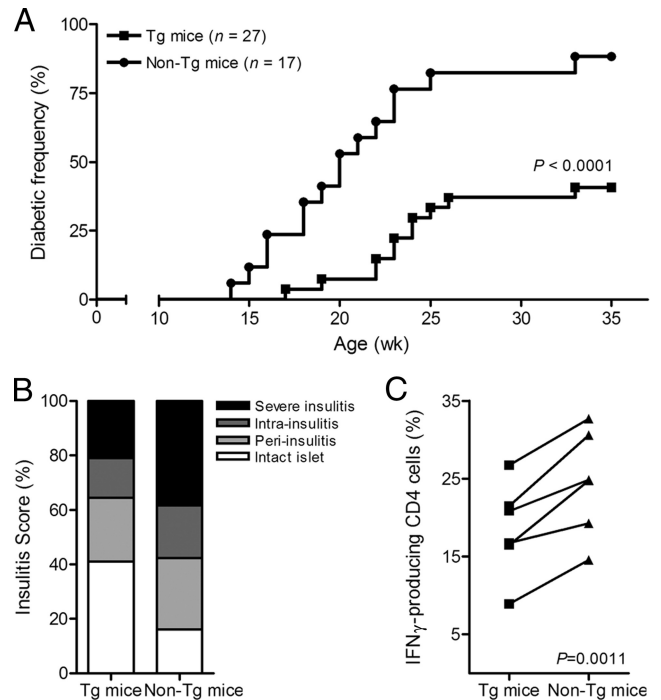 A
Diabetic frequency (%)
100
75
50
25
0
Tg mice (n = 27)
Non-Tg mice (n = 17)
P < 0.0001
0 10 15 20 25 30 35
Age (wk)
B
Insulitis Score (%)
100
80
60
40
20
0
Severe insulitis
Intra-insulitis
Peri-insulitis
Intact islet
Tg mice Non-Tg mice
C
IFNγ-producing CD4 cells (%)
35
25
15
5
P=0.0011
Tg mice Non-Tg mice